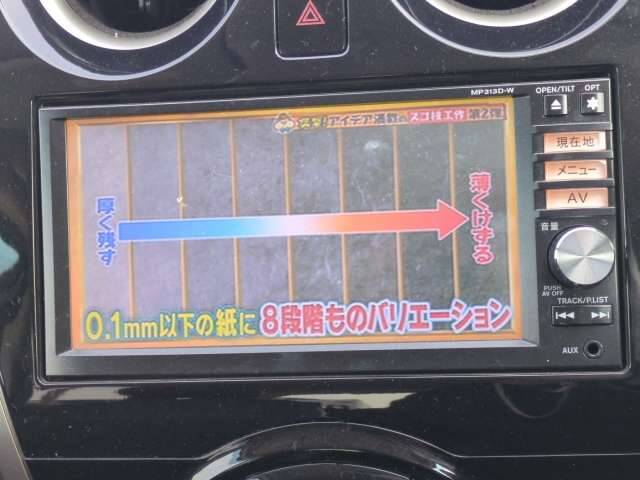 MP313D-W
OPEN/TILT
OPT
アイデア満載
スゴ技工作 第2弾
現在地
メニュー
AV
音量
厚く残す
薄くけずる
PUSH
AV OFF
TRACK/P.LIST
0.1mm以下の紙に8段階ものバリエーション
AUX